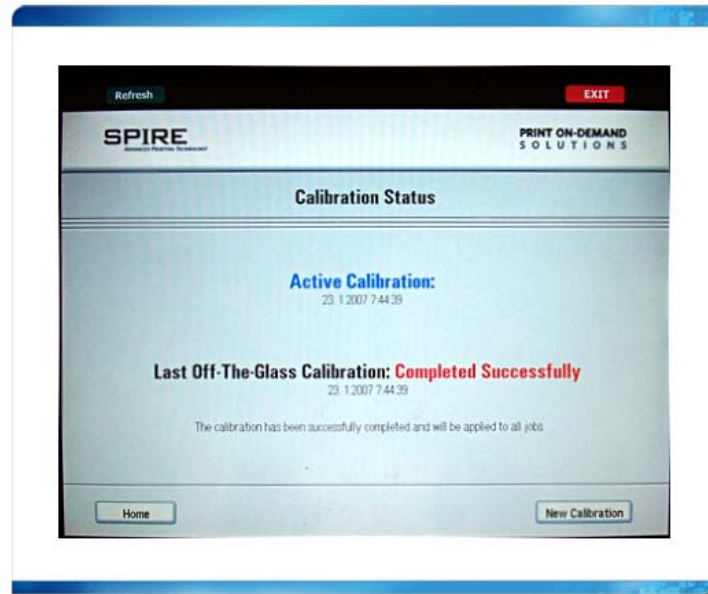 Refresh
EXIT
SPIRE
PRINT ON-DEMAND
SOLUTIONS
Calibration Status
Active Calibration:
23. 1 2007 7:44:39
Last Off-The-Glass Calibration: Completed Successfully
23. 1 2007 7:44:39
The calibration has been successfully completed and will be applied to all jobs.
Home
New Calibration